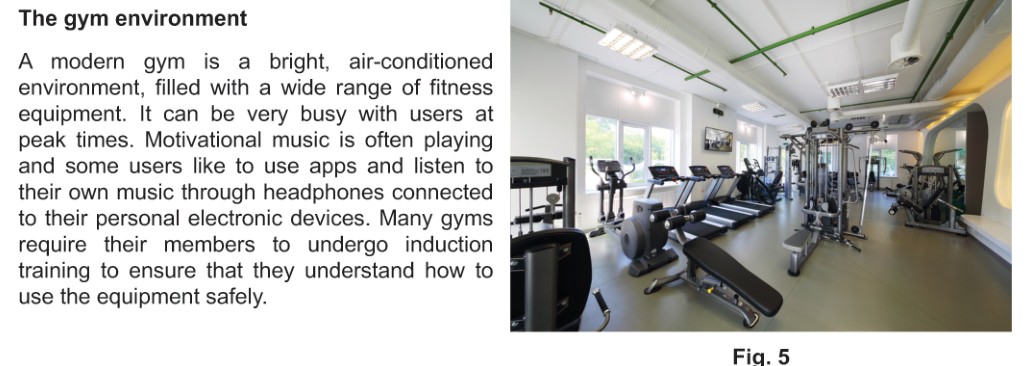 The gym environment
A modern gym is a bright, air-conditioned
environment, filled with a wide range of fitness
equipment. It can be very busy with users at
peak times. Motivational music is often playing
and some users like to use apps and listen to
their own music through headphones connected
to their personal electronic devices. Many gyms
require their members to undergo induction
training to ensure that they understand how to
use the equipment safely.
Fig. 5